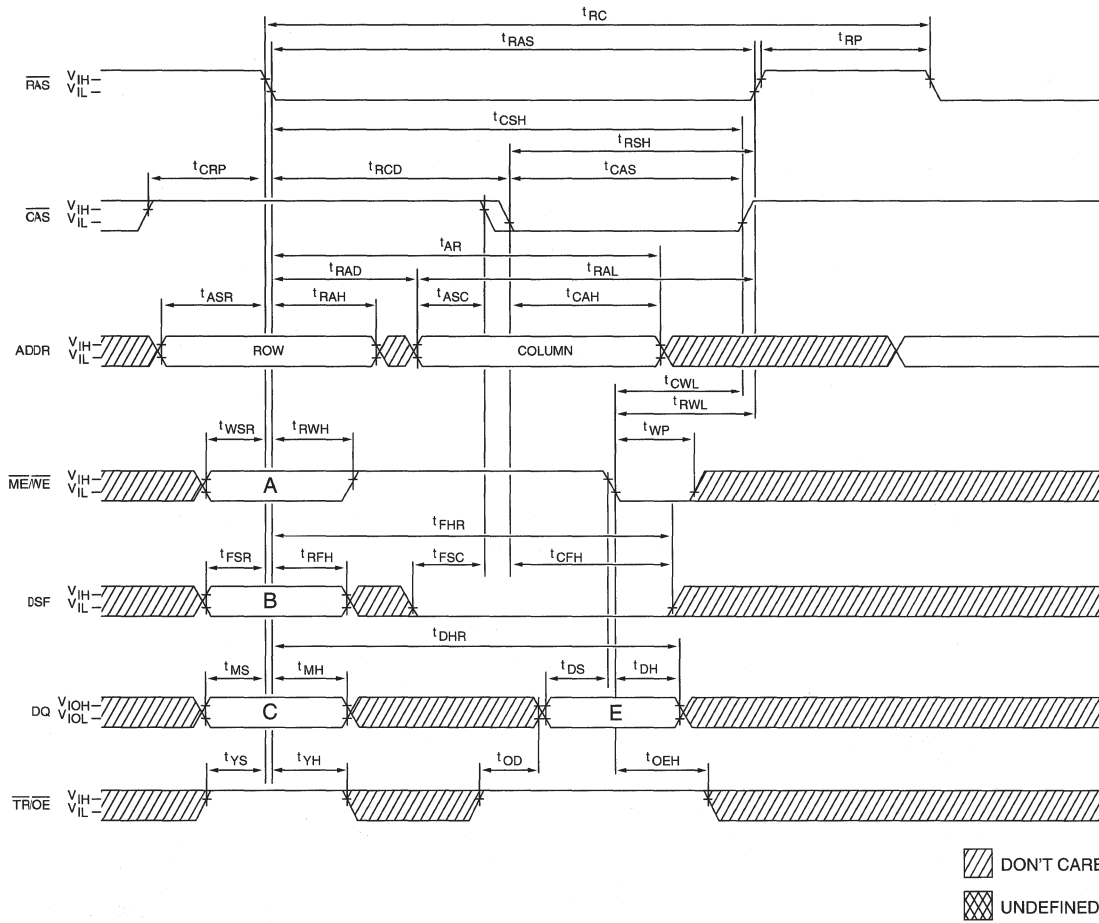 tRC
tRAS
tRP
RAS VIH VIL
tCSH
tRSH
tCRP tRCD tCAS
CAS VIH VIL
tAR
tRAD tRAL
tASR tRAH tASC tCAH
ADDR VIH VIL ROW COLUMN
tCWL
tRWL
tWSR tRWH tWP
ME/WE VIH VIL A
tFHR
tFSR tRFH tFSC tCFH
DSF VIH VIL B
tDHR
tMS tMH tDS tDH
DQ VIOH VIOL C E
tYS tYH tOD tOEH
TR/OE VIH VIL
DON'T CARE
UNDEFINED